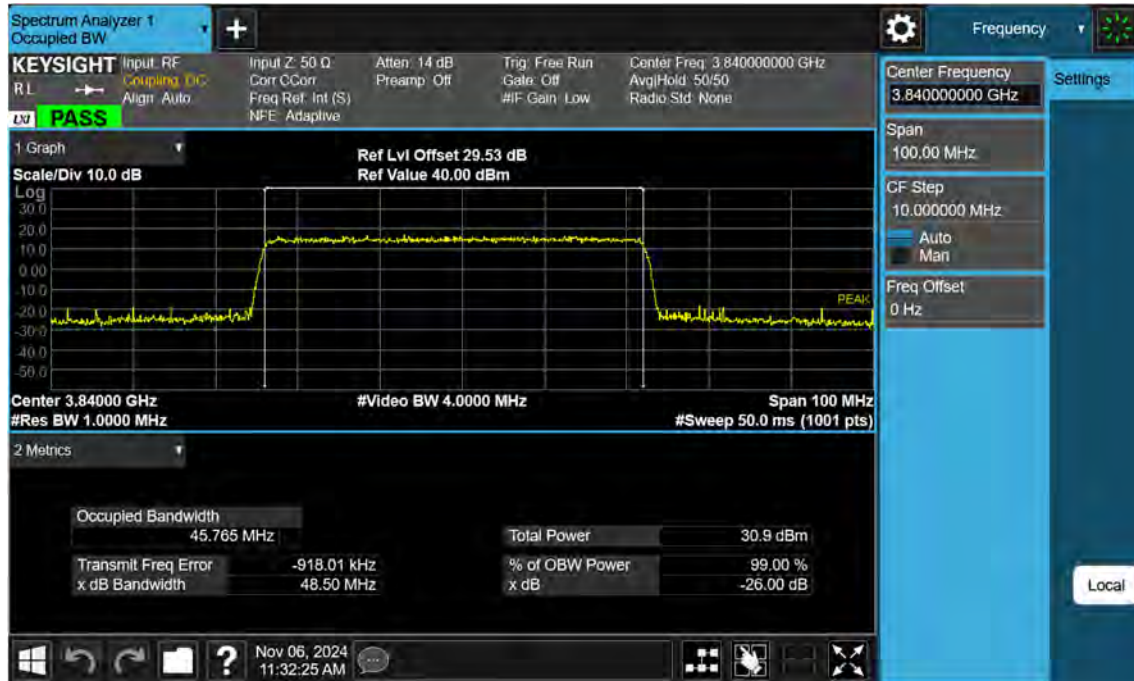 Spectrum Analyzer 1
Occupied BW
+
Frequency
KEYSIGHT
RL
LXI PASS
Input: RF
Coupling: DC
Align: Auto
Input Z: 50 Ω
Corr CCorr
Freq Ref: Int (S)
NFE: Adaptive
Atten: 14 dB
Preamp: Off
Trig: Free Run
Gate: Off
#IF Gain: Low
Center Freq: 3.840000000 GHz
Avg|Hold: 50/50
Radio Std: None
Center Frequency
3.840000000 GHz
Settings
Span
100.00 MHz
CF Step
10.000000 MHz
Auto
Man
Freq Offset
0 Hz
Local
1 Graph
Scale/Div 10.0 dB
Ref Lvl Offset 29.53 dB
Ref Value 40.00 dBm
Log
30.0
20.0
10.0
0.00
-10.0
-20.0
-30.0
-40.0
-50.0
PEAK
Center 3.84000 GHz
#Video BW 4.0000 MHz
Span 100 MHz
#Res BW 1.0000 MHz
#Sweep 50.0 ms (1001 pts)
2 Metrics
Occupied Bandwidth
45.765 MHz
Total Power 30.9 dBm
Transmit Freq Error -918.01 kHz
% of OBW Power 99.00 %
x dB Bandwidth 48.50 MHz
x dB -26.00 dB
?
Nov 06, 2024
11:32:25 AM